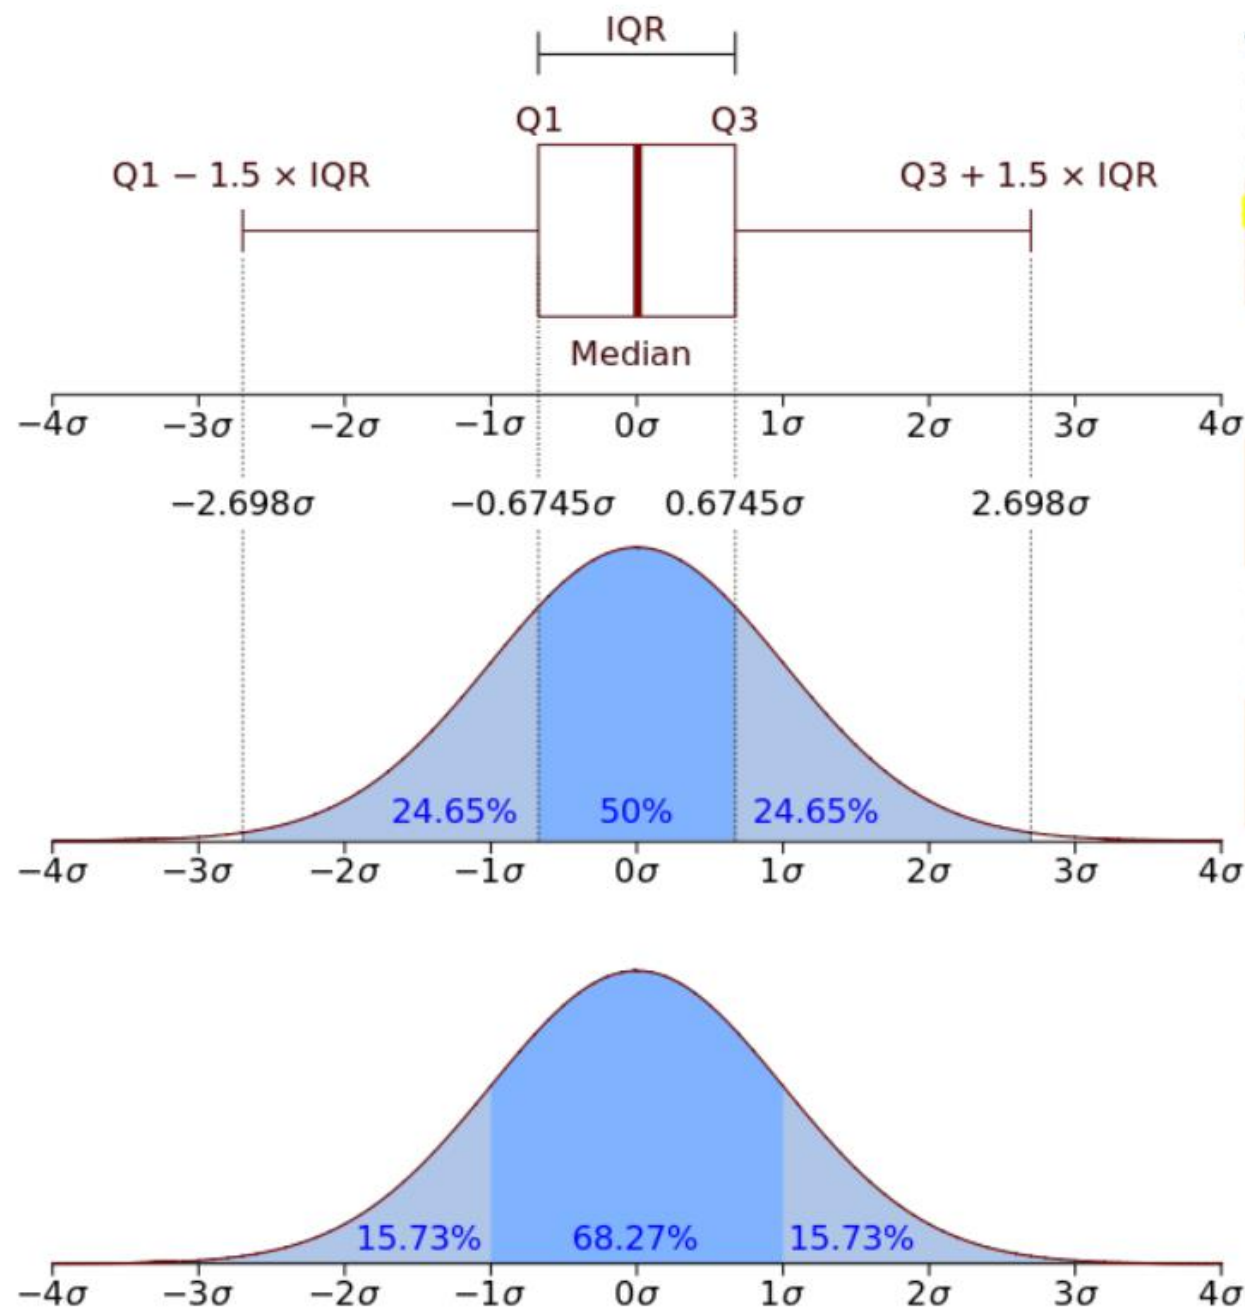 IQR
Q1 Q3
Q1 − 1.5 × IQR Q3 + 1.5 × IQR
Median
−4σ −3σ −2σ −1σ 0σ 1σ 2σ 3σ 4σ
−2.698σ −0.6745σ 0.6745σ 2.698σ
24.65% 50% 24.65%
−4σ −3σ −2σ −1σ 0σ 1σ 2σ 3σ 4σ
15.73% 68.27% 15.73%
−4σ −3σ −2σ −1σ 0σ 1σ 2σ 3σ 4σ